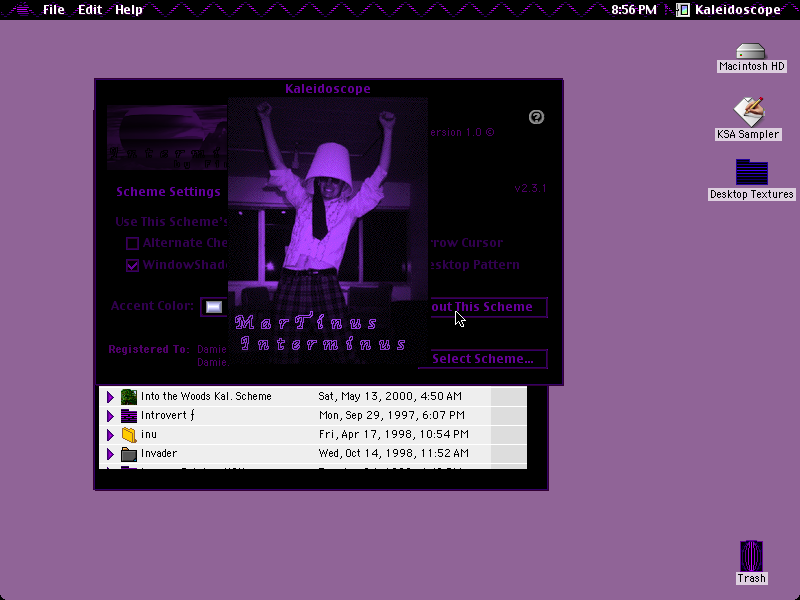 File Edit Help 8:56 PM Kaleidoscope
Macintosh HD
KSA Sampler
Desktop Textures
Trash
Kaleidoscope
ersion 1.0 ©
v2.3.1
Scheme Settings
Use This Scheme's
Alternate Che
rrow Cursor
WindowShad
esktop Pattern
Accent Color:
out This Scheme
MarTinus
Interminus
Registered To: Damie
Damie
Select Scheme...
Into the Woods Kal. Scheme Sat, May 13, 2000, 4:50 AM
Introvert ƒ Mon, Sep 29, 1997, 6:07 PM
inu Fri, Apr 17, 1998, 10:54 PM
Invader Wed, Oct 14, 1998, 11:52 AM